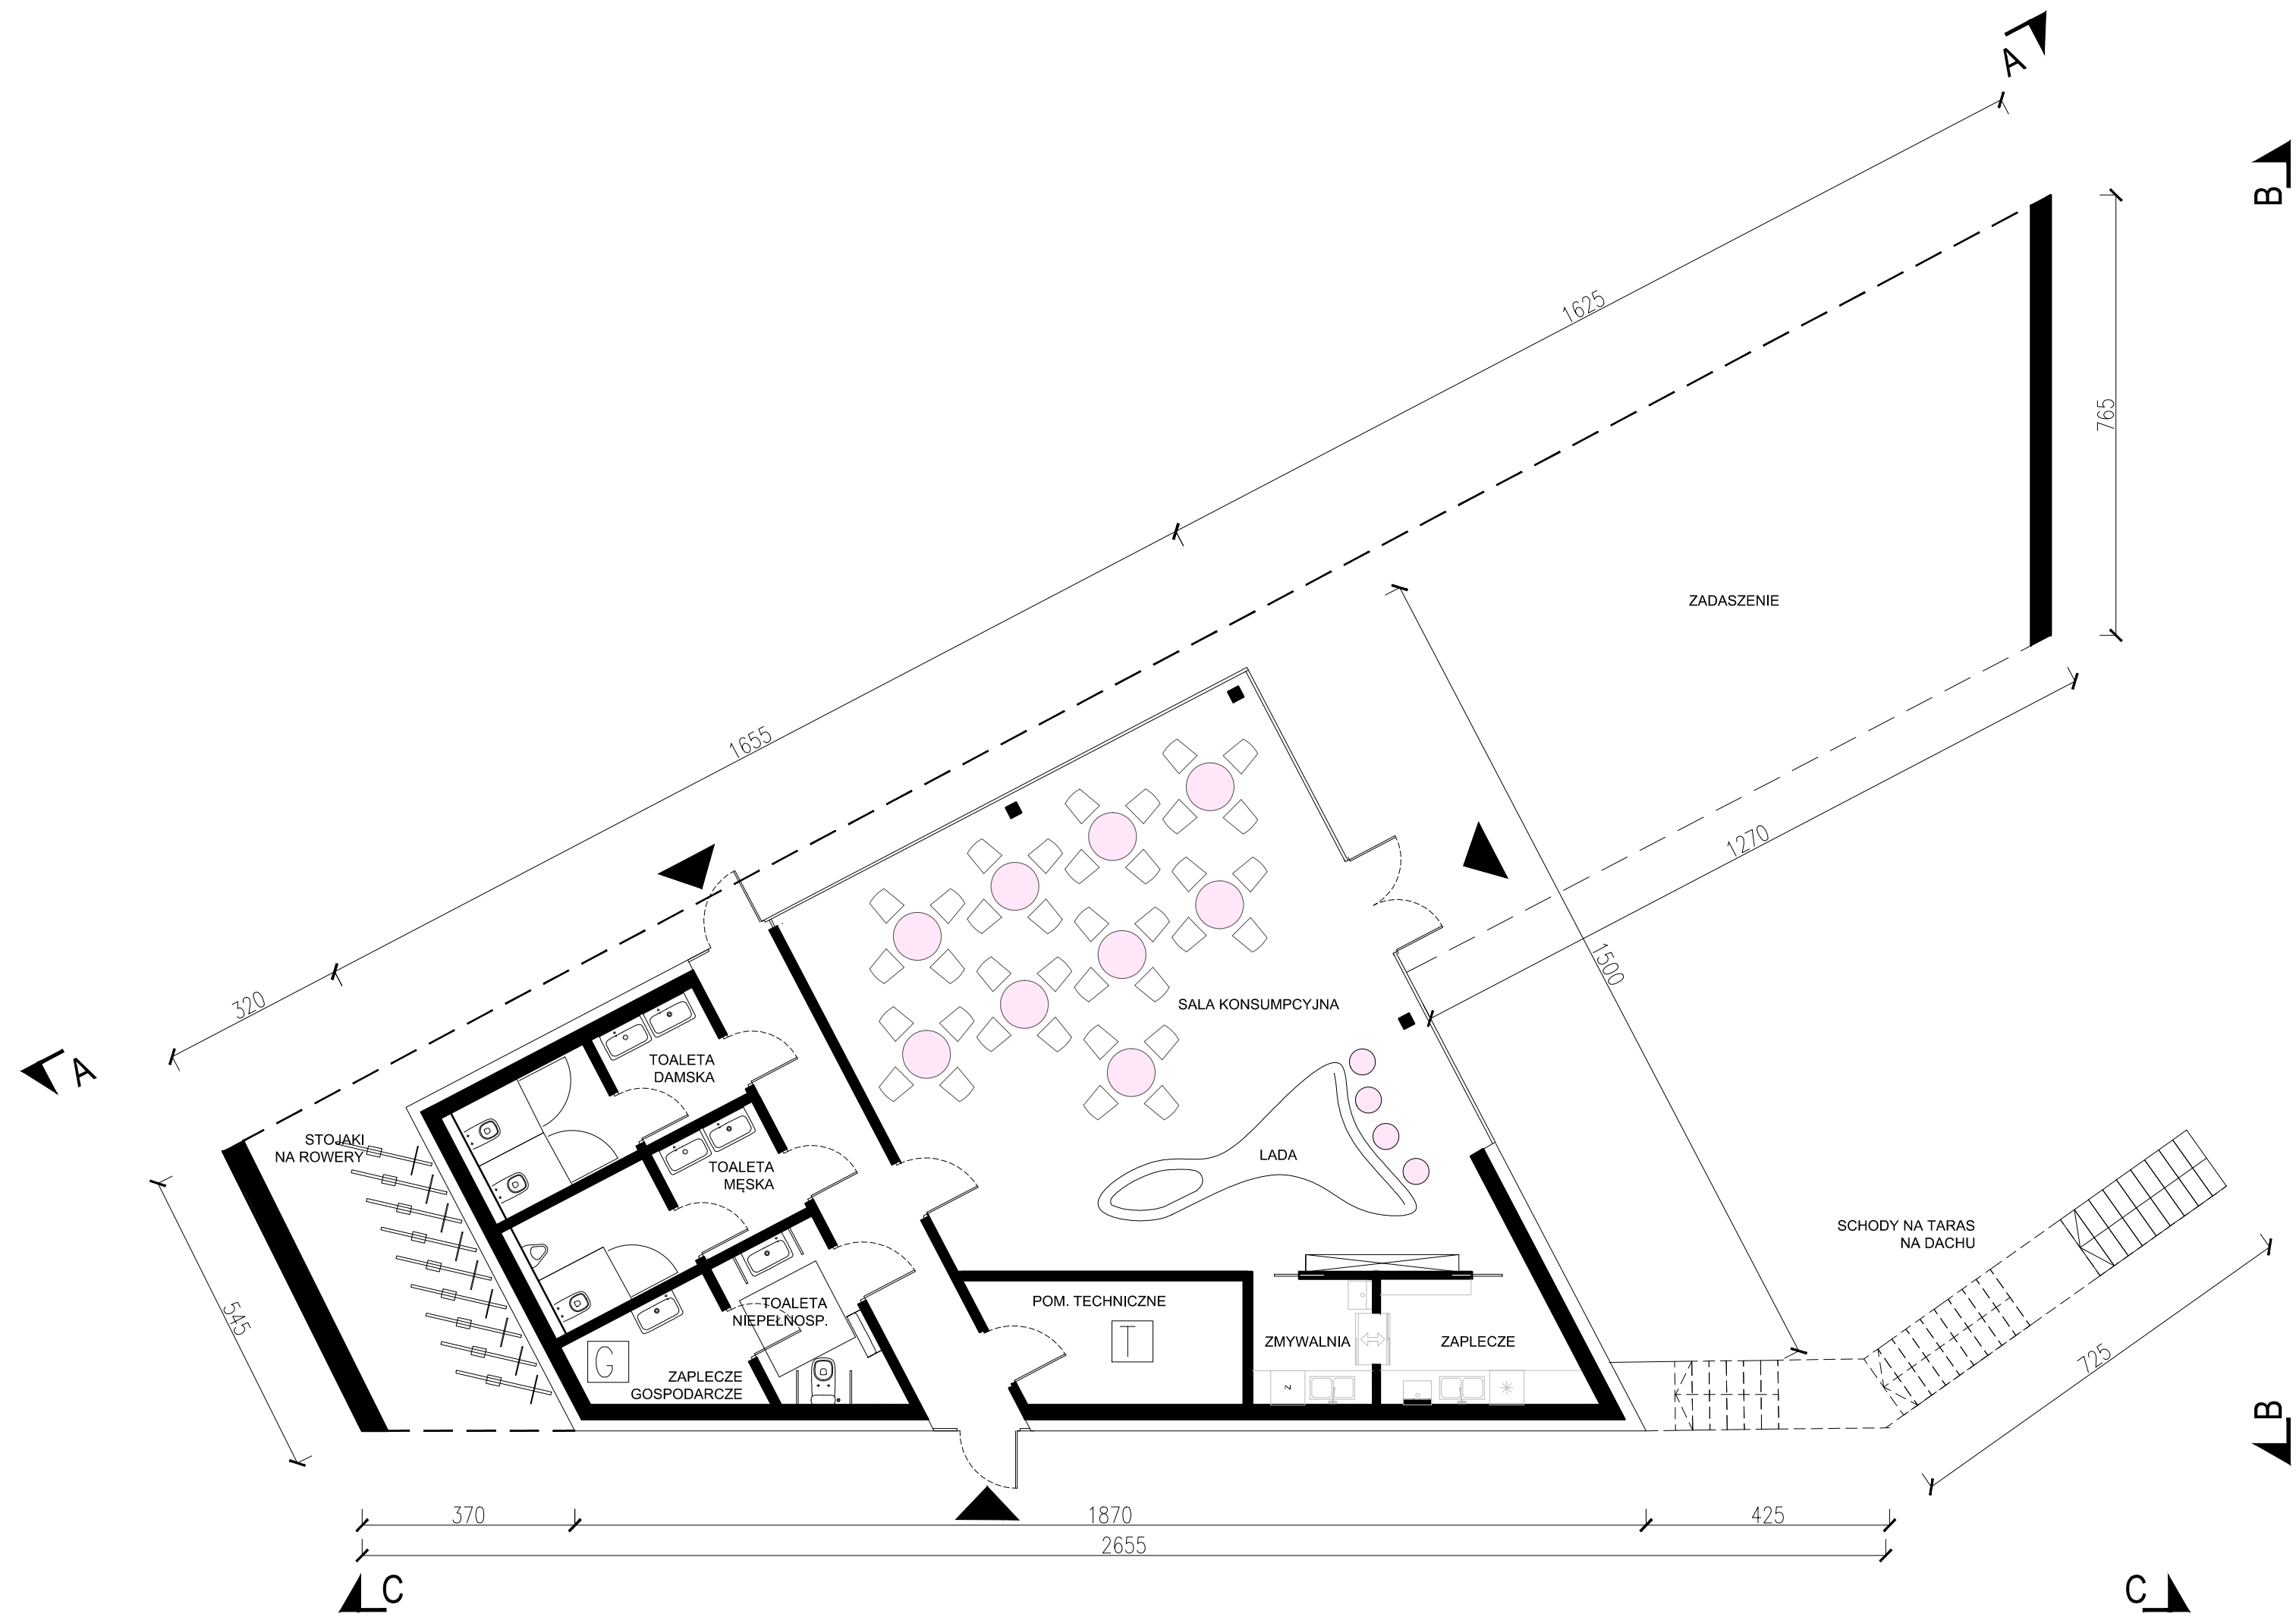 A
B
1625
765
ZADASZENIE
1655
1270
1500
320
A
SALA KONSUMPCYJNA
TOALETA
DAMSKA
STOJAKI
NA ROWERY
LADA
TOALETA
MĘSKA
SCHODY NA TARAS
NA DACHU
POM. TECHNICZNE
T
TOALETA
NIEPEŁNOSP.
ZMYWALNIA
ZAPLECZE
545
G
ZAPLECZE
GOSPODARCZE
N
725
B
370
1870
425
2655
C
C